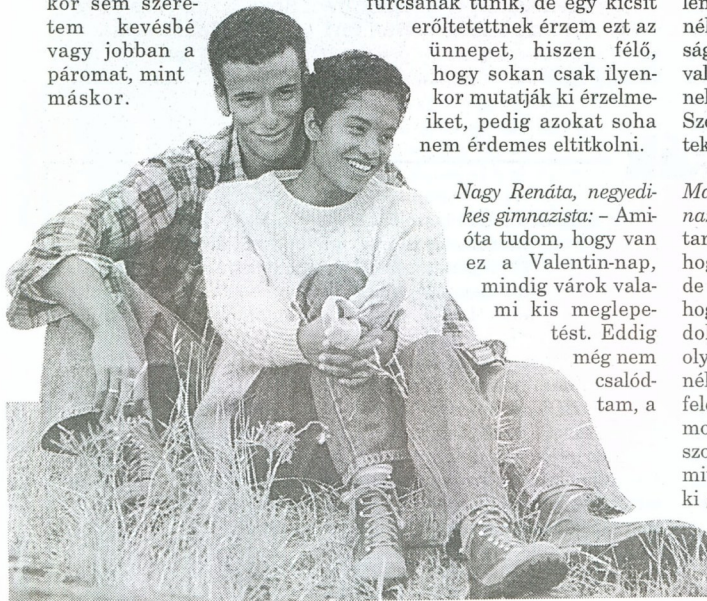 kor sem szere-
tem kevésbé
vagy jobban a
páromat, mint
máskor.
furcsának tűnik, de egy kicsit
erőltetettnek érzem ezt az
ünnepet, hiszen félő,
hogy sokan csak ilyen-
kor mutatják ki érzelme-
iket, pedig azokat soha
nem érdemes eltitkolni.
Nagy Renáta, negyedi-
kes gimnazista: – Ami-
óta tudom, hogy van
ez a Valentin-nap,
mindig várok vala-
mi kis meglepe-
tést. Eddig
még nem
csalód-
tam, a